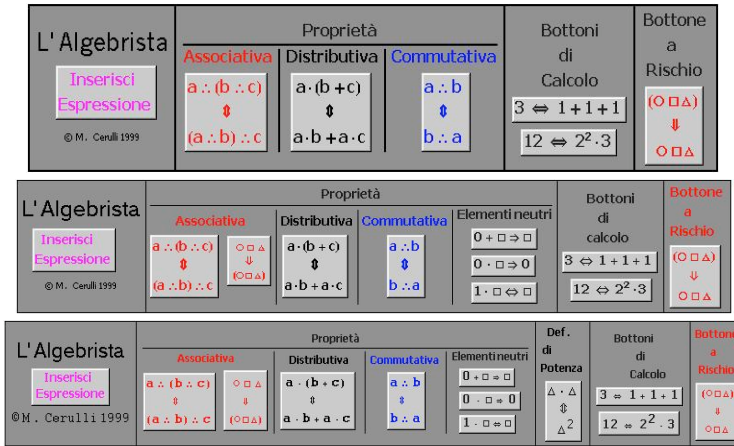 L' Algebrista
Inserisci
Espressione
© M. Cerulli 1999
Proprietà
Associativa
a ∴ (b ∴ c)
⇕
(a ∴ b) ∴ c
Distributiva
a·(b+c)
⇕
a·b+a·c
Commutativa
a ∴ b
⇕
b ∴ a
Bottoni
di
Calcolo
3 ⇔ 1+1+1
12 ⇔ 2²·3
Bottone
a
Rischio
(○□△)
⇓
○□△
L'Algebrista
Inserisci
Espressione
© M. Cerulli 1999
Proprietà
Associativa
a ∴ (b ∴ c)
⇕
(a ∴ b) ∴ c
○□△
⇓
(○□△)
Distributiva
a·(b+c)
⇕
a·b+a·c
Commutativa
a ∴ b
⇕
b ∴ a
Elementi neutri
0 + □ ⇒ □
0 · □ ⇒ 0
1 · □ ⇔ □
Bottoni
di
calcolo
3 ⇔ 1+1+1
12 ⇔ 2²·3
Bottone
a
Rischio
(○□△)
⇓
○□△
L'Algebrista
Inserisci
Espressione
©M. Cerulli 1999
Proprietà
Associativa
a ∴ (b ∴ c)
⇕
(a ∴ b) ∴ c
○□△
⇓
(○□△)
Distributiva
a · (b + c)
⇕
a · b + a · c
Commutativa
a ∴ b
⇕
b ∴ a
Elementi neutri
0 + □ ⇒ □
0 · □ ⇒ 0
1 · □ ⇔ □
Def.
di
Potenza
△ · △
⇕
△²
Bottoni
di
Calcolo
3 ⇔ 1 + 1 + 1
12 ⇔ 2² · 3
Bottone
a
Rischio
(○□△)
⇓
○□△